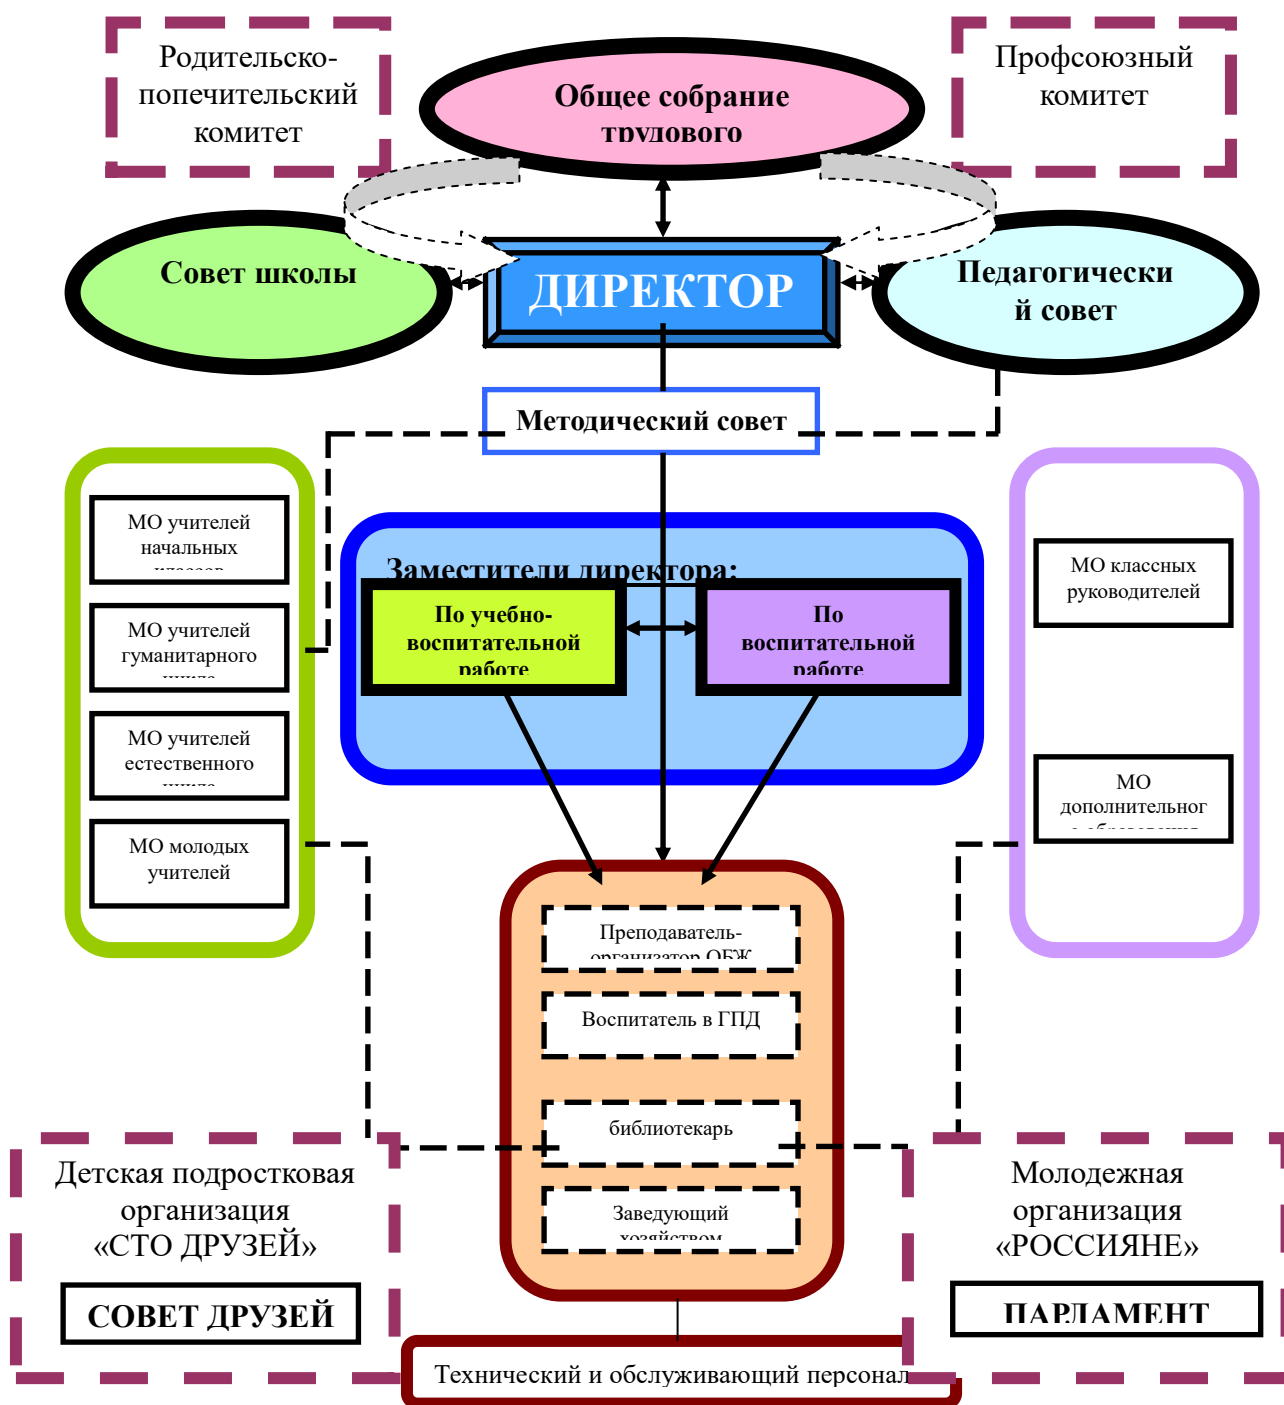 Родительско-
попечительский
комитет
Общее собрание
трудового
Профсоюзный
комитет
Совет школы
ДИРЕКТОР
Педагогически
й совет
Методический совет
МО учителей
начальных
МО учителей
гуманитарного
МО учителей
естественного
МО молодых
учителей
Заместители директора:
По учебно-
воспитательной
работе
По
воспитательной
работе
МО классных
руководителей
МО
дополнительног
Преподаватель-
организатор ОБЖ
Воспитатель в ГПД
библиотекарь
Заведующий
хозяйством
Детская подростковая
организация
«СТО ДРУЗЕЙ»
СОВЕТ ДРУЗЕЙ
Молодежная
организация
«РОССИЯНЕ»
ПАРЛАМЕНТ
Технический и обслуживающий персонал